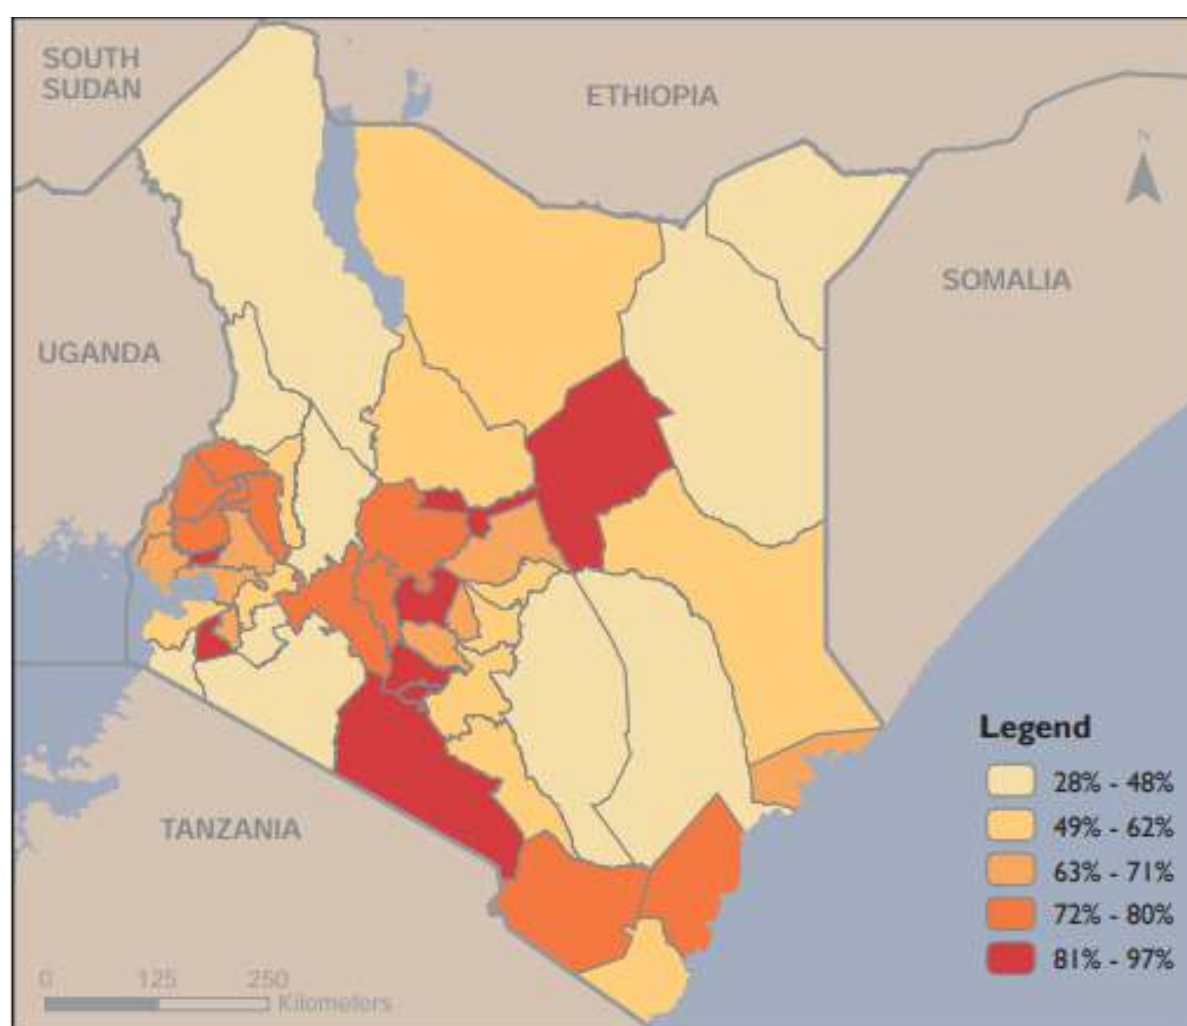 SOUTH
SUDAN
ETHIOPIA
N
SOMALIA
UGANDA
TANZANIA
Legend
28% - 48%
49% - 62%
63% - 71%
72% - 80%
81% - 97%
0 125 250
Kilometers